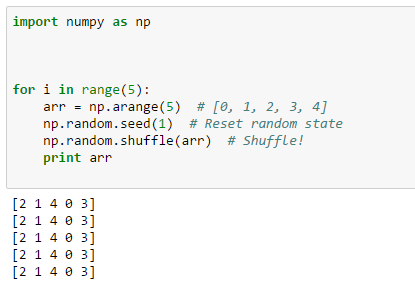 import numpy as np
for i in range(5):
    arr = np.arange(5)  # [0, 1, 2, 3, 4]
    np.random.seed(1)  # Reset random state
    np.random.shuffle(arr)  # Shuffle!
    print arr
[2 1 4 0 3]
[2 1 4 0 3]
[2 1 4 0 3]
[2 1 4 0 3]
[2 1 4 0 3]